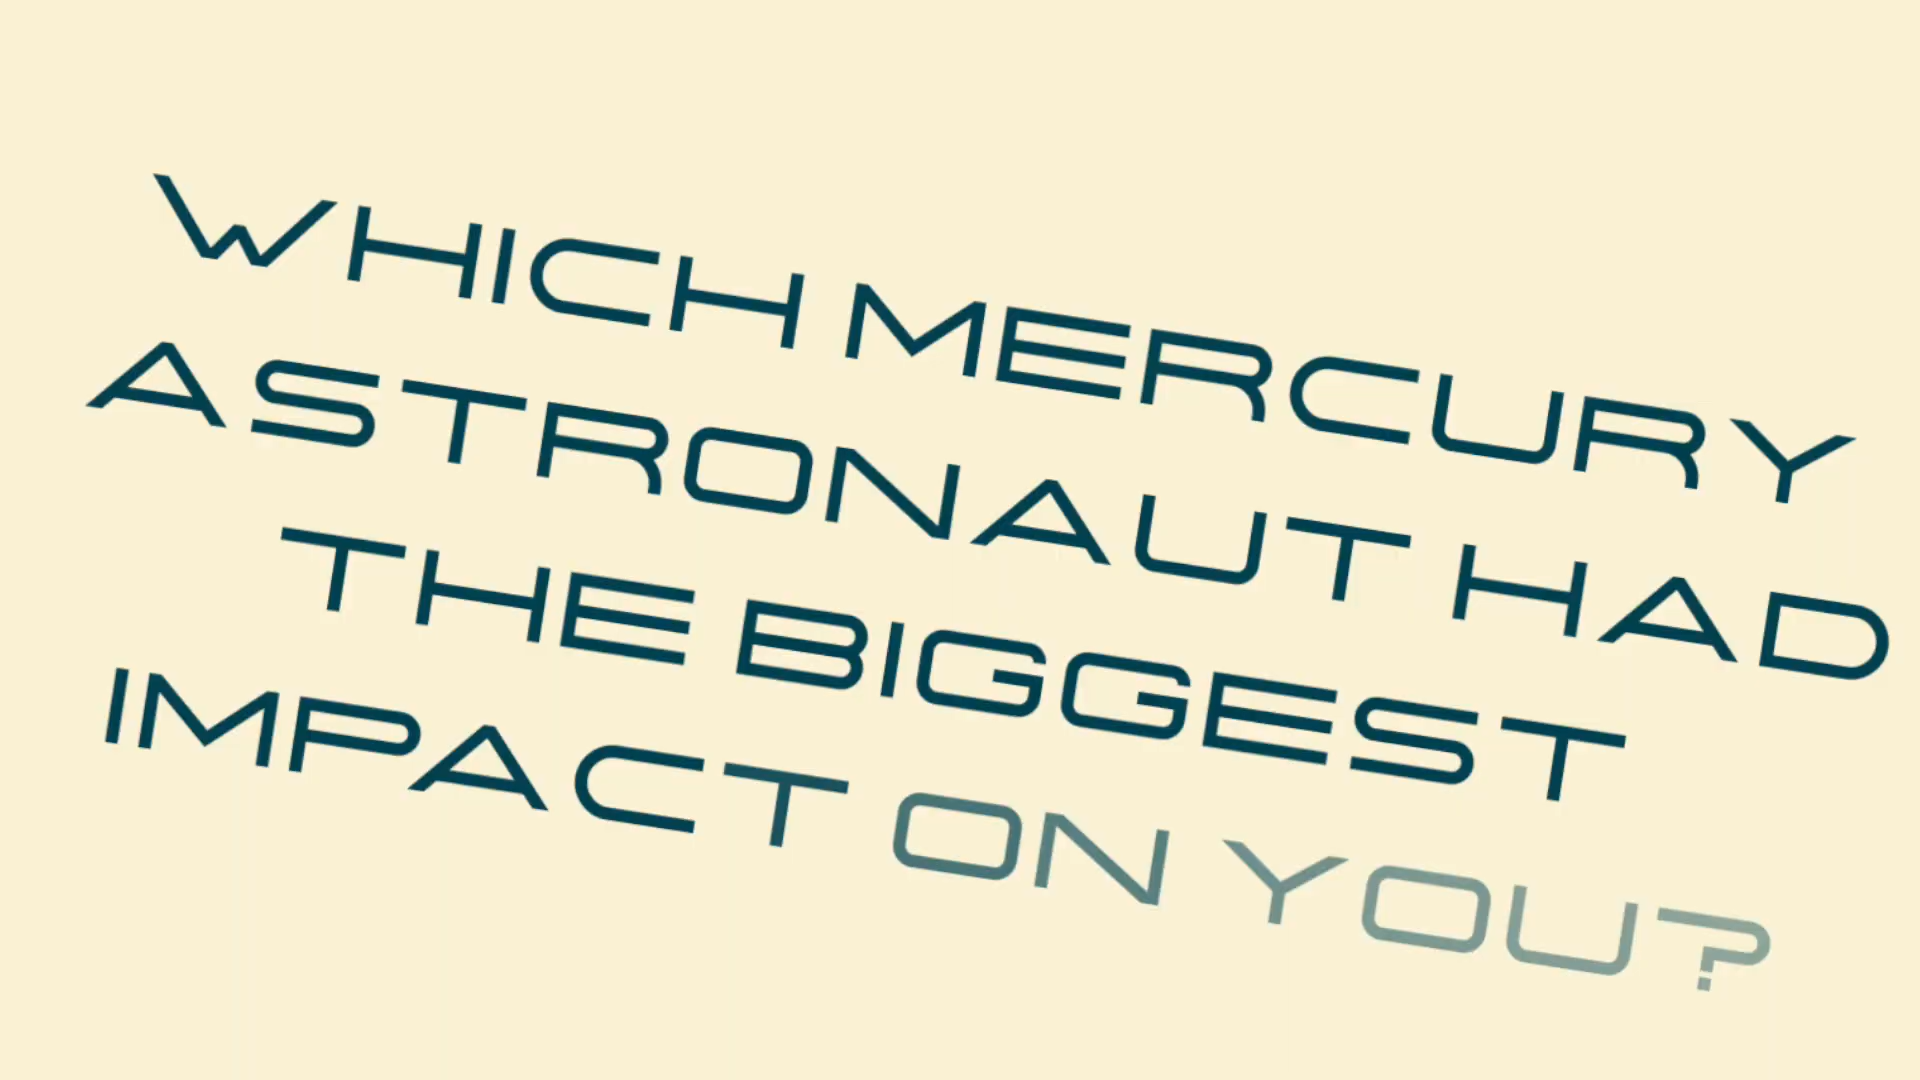 WHICH MERCURY
ASTRONAUT HAD
THE BIGGEST
IMPACT ON YOU?